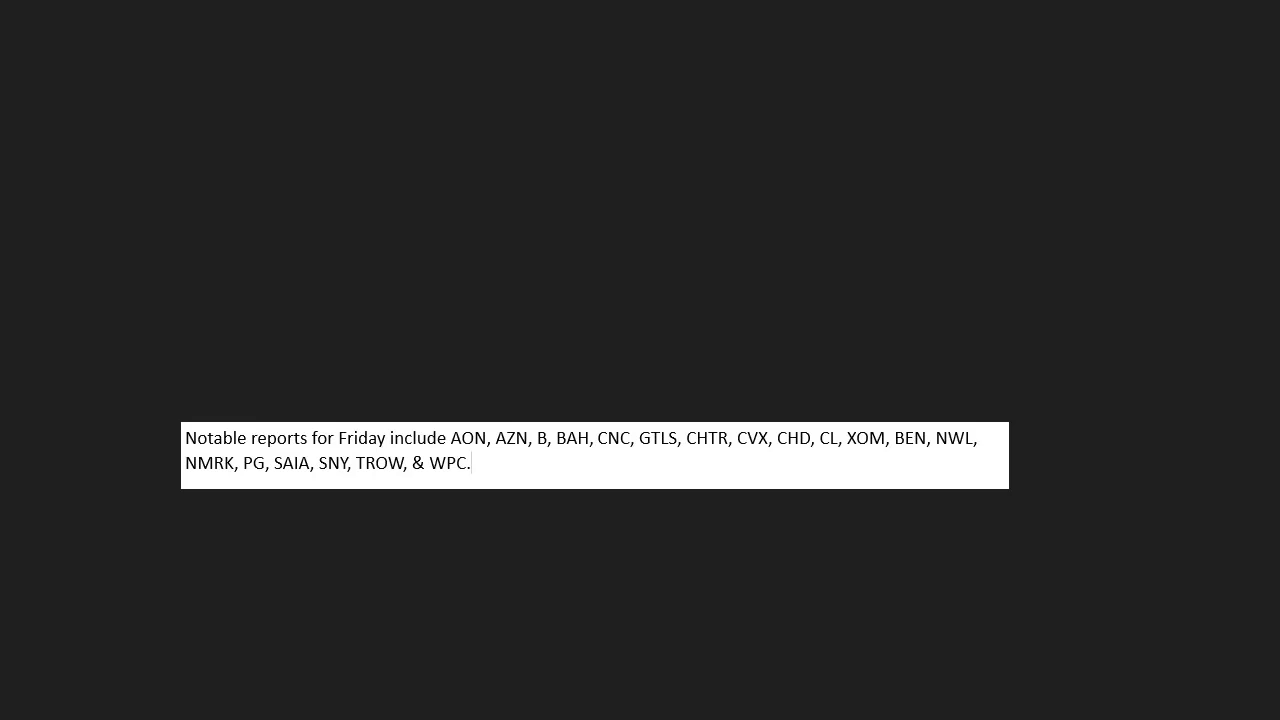 Notable reports for Friday include AON, AZN, B, BAH, CNC, GTLS, CHTR, CVX, CHD, CL, XOM, BEN, NWL,
NMRK, PG, SAIA, SNY, TROW, & WPC.